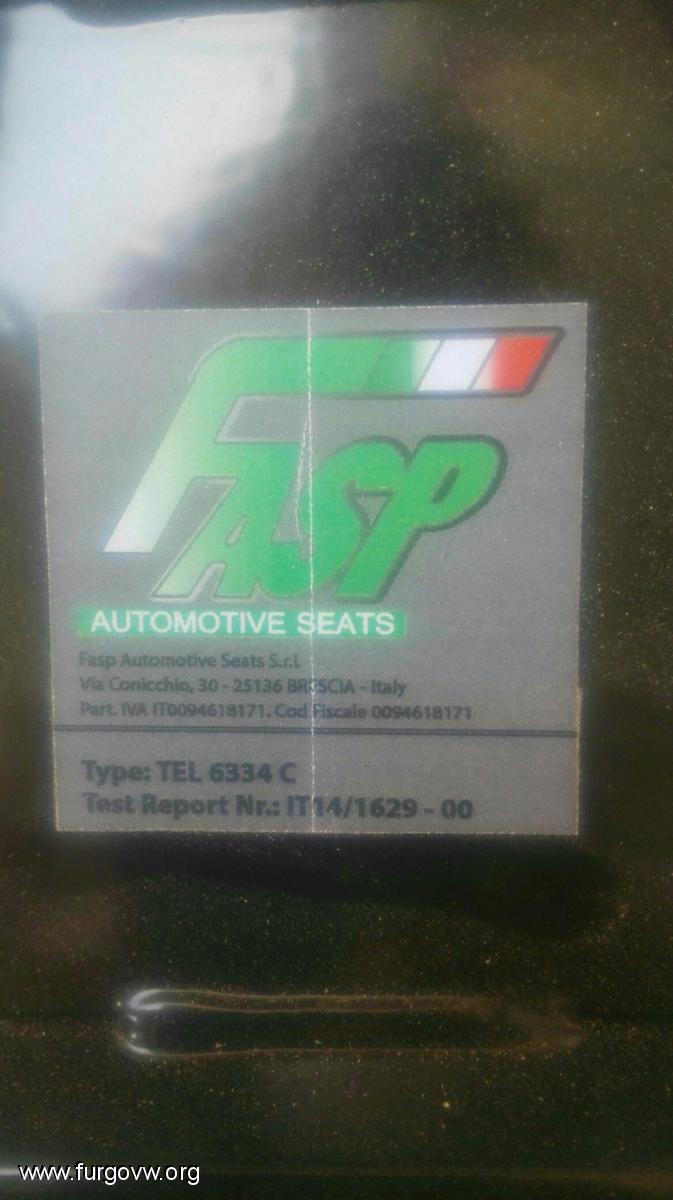 FASP
AUTOMOTIVE SEATS
Fasp Automotive Seats S.r.l.
Via Conicchio, 30 - 25136 BRESCIA - Italy
Part. IVA IT0094618171. Cod Fiscale 0094618171
Type: TEL 6334 C
Test Report Nr.: IT14/1629 - 00
www.furgovw.org